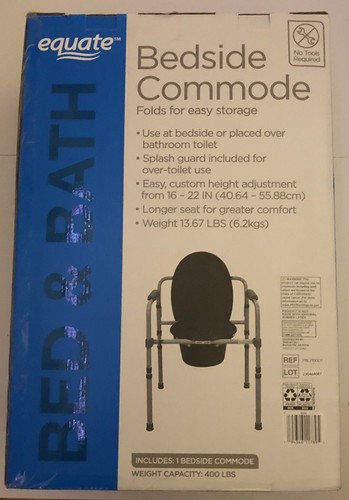 equate™
Bedside
Commode
Folds for easy storage
No Tools
Required
• Use at bedside or placed over
bathroom toilet
• Splash guard included for
over-toilet use
• Easy, custom height adjustment
from 16 – 22 IN (40.64 – 55.88cm)
• Longer seat for greater comfort
• Weight 13.67 LBS (6.2kgs)
BED & BATH
WARNING:
REF
LOT
INCLUDES: 1 BEDSIDE COMMODE
WEIGHT CAPACITY: 400 LBS